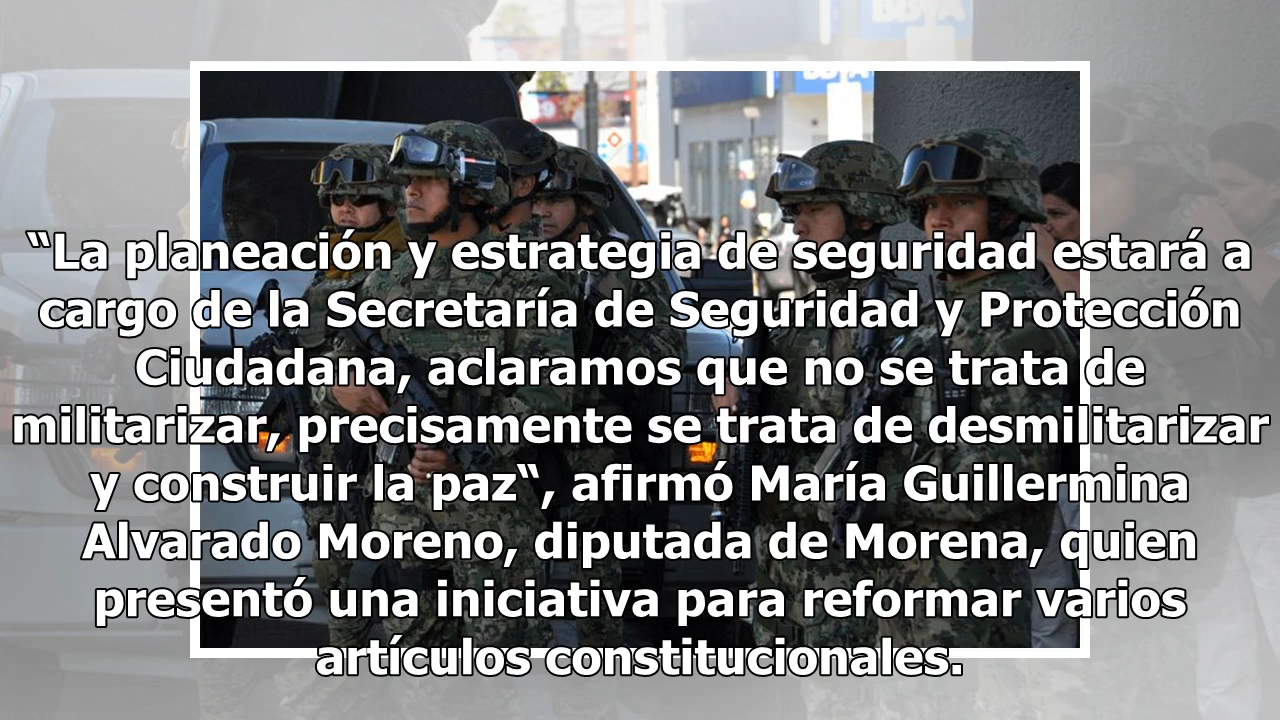 “La planeación y estrategia de seguridad estará a
cargo de la Secretaría de Seguridad y Protección
Ciudadana, aclaramos que no se trata de
militarizar, precisamente se trata de desmilitarizar
y construir la paz“, afirmó María Guillermina
Alvarado Moreno, diputada de Morena, quien
presentó una iniciativa para reformar varios
artículos constitucionales.